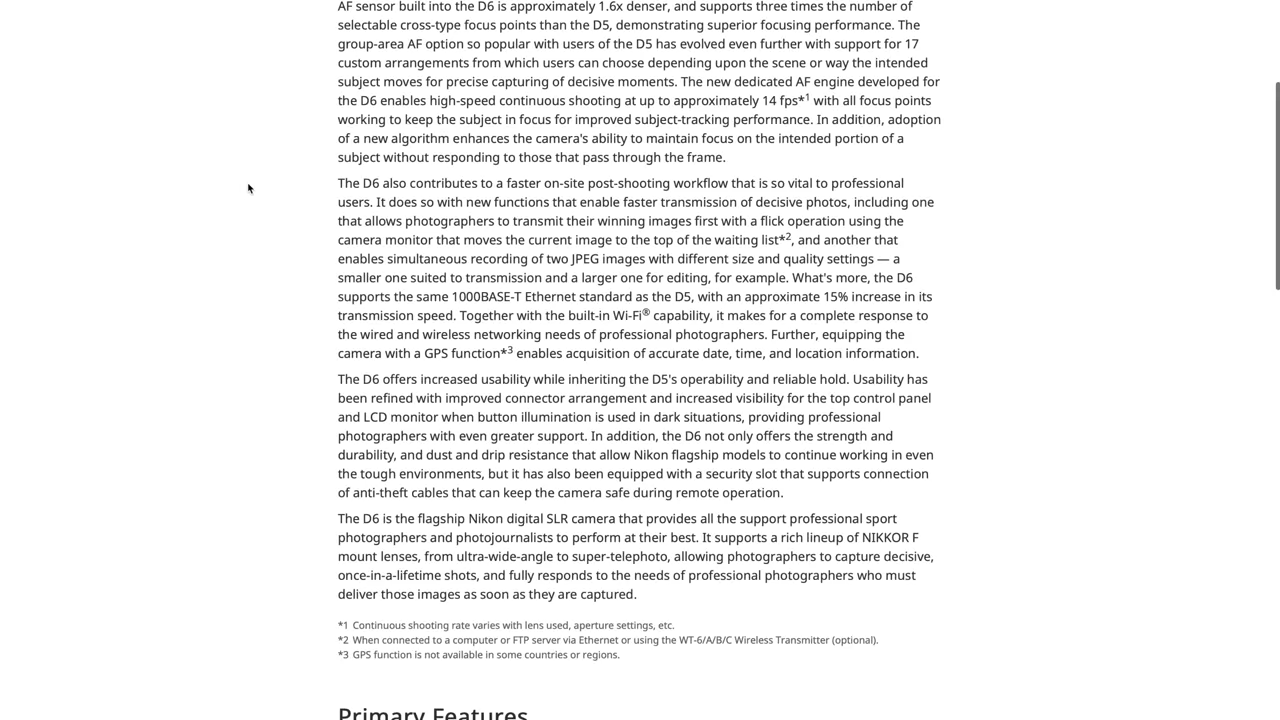 AF sensor built into the D6 is approximately 1.6x denser, and supports three times the number of
selectable cross-type focus points than the D5, demonstrating superior focusing performance. The
group-area AF option so popular with users of the D5 has evolved even further with support for 17
custom arrangements from which users can choose depending upon the scene or way the intended
subject moves for precise capturing of decisive moments. The new dedicated AF engine developed for
the D6 enables high-speed continuous shooting at up to approximately 14 fps*1 with all focus points
working to keep the subject in focus for improved subject-tracking performance. In addition, adoption
of a new algorithm enhances the camera's ability to maintain focus on the intended portion of a
subject without responding to those that pass through the frame.
The D6 also contributes to a faster on-site post-shooting workflow that is so vital to professional
users. It does so with new functions that enable faster transmission of decisive photos, including one
that allows photographers to transmit their winning images first with a flick operation using the
camera monitor that moves the current image to the top of the waiting list*2, and another that
enables simultaneous recording of two JPEG images with different size and quality settings — a
smaller one suited to transmission and a larger one for editing, for example. What's more, the D6
supports the same 1000BASE-T Ethernet standard as the D5, with an approximate 15% increase in its
transmission speed. Together with the built-in Wi-Fi® capability, it makes for a complete response to
the wired and wireless networking needs of professional photographers. Further, equipping the
camera with a GPS function*3 enables acquisition of accurate date, time, and location information.
The D6 offers increased usability while inheriting the D5's operability and reliable hold. Usability has
been refined with improved connector arrangement and increased visibility for the top control panel
and LCD monitor when button illumination is used in dark situations, providing professional
photographers with even greater support. In addition, the D6 not only offers the strength and
durability, and dust and drip resistance that allow Nikon flagship models to continue working in even
the tough environments, but it has also been equipped with a security slot that supports connection
of anti-theft cables that can keep the camera safe during remote operation.
The D6 is the flagship Nikon digital SLR camera that provides all the support professional sport
photographers and photojournalists to perform at their best. It supports a rich lineup of NIKKOR F
mount lenses, from ultra-wide-angle to super-telephoto, allowing photographers to capture decisive,
once-in-a-lifetime shots, and fully responds to the needs of professional photographers who must
deliver those images as soon as they are captured.
*1 Continuous shooting rate varies with lens used, aperture settings, etc.
*2 When connected to a computer or FTP server via Ethernet or using the WT-6/A/B/C Wireless Transmitter (optional).
*3 GPS function is not available in some countries or regions.
Primary Features